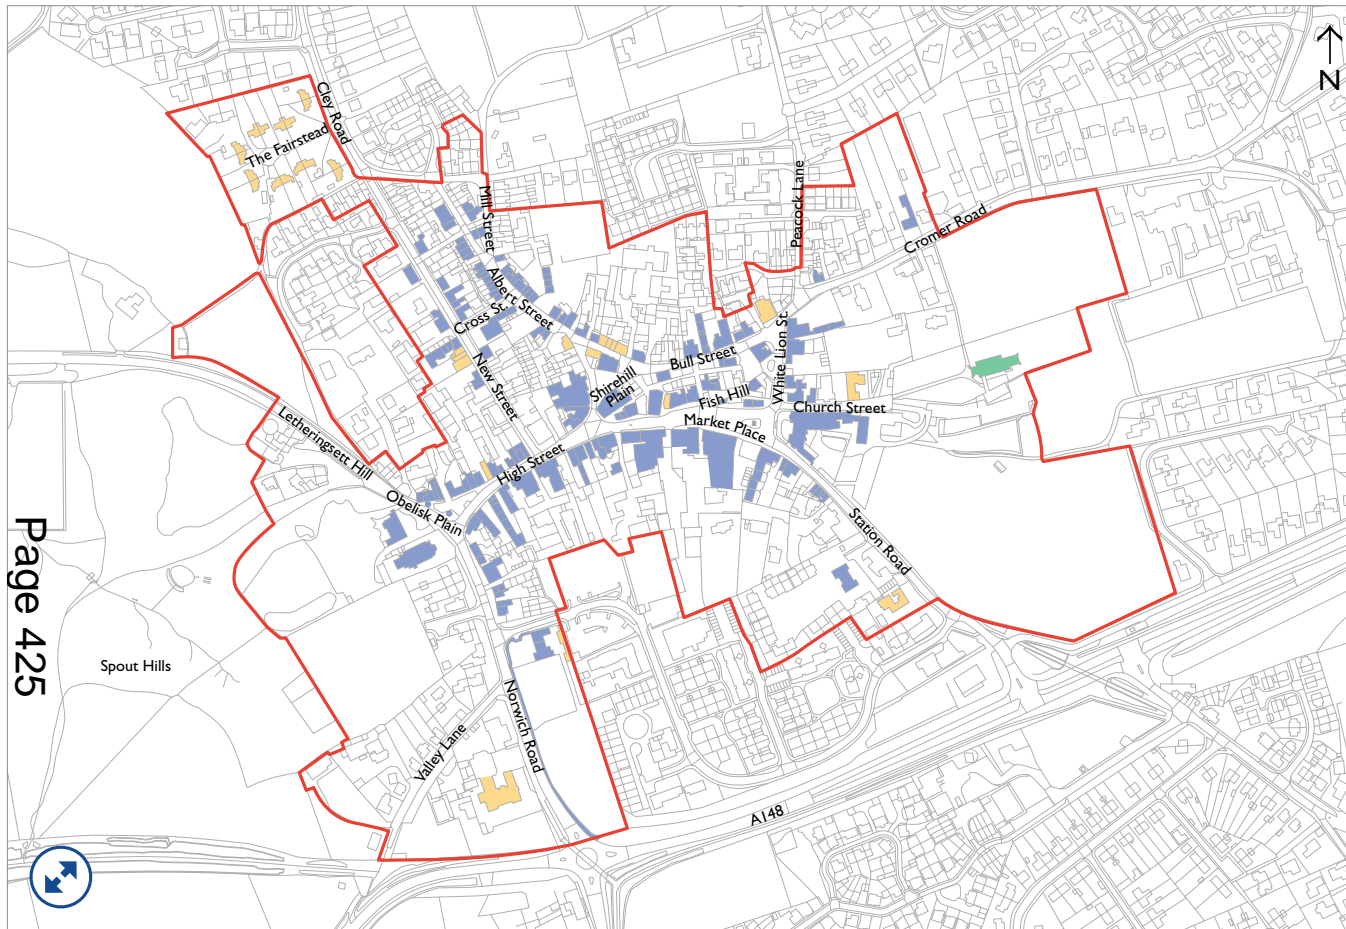 N
Cley Road
The Fairstead
Mill Street
Peacock Lane
Cromer Road
Albert Street
Cross St.
New Street
Shirehill
Plain
Bull Street
White Lion St.
Fish Hill
Church Street
Market Place
High Street
Letheringsett Hill
Obelisk Plain
Station Road
Page 425
Spout Hills
Norwich Road
Valley Lane
A148